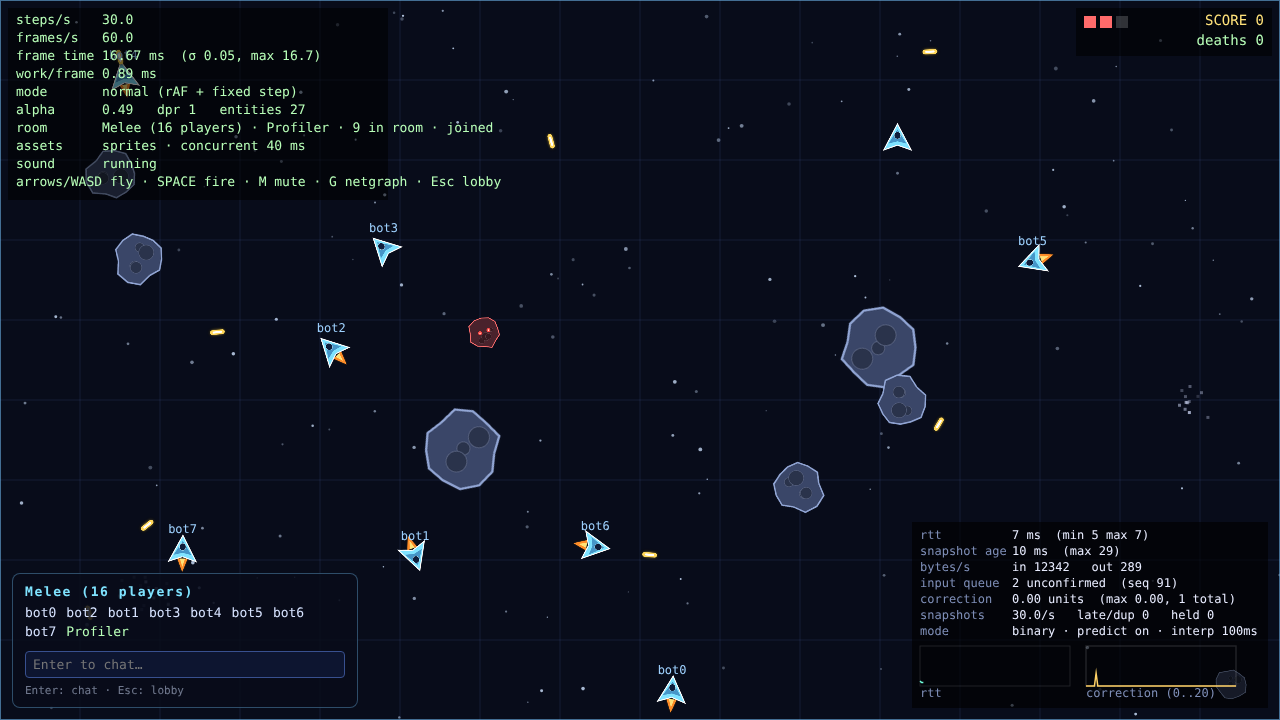 steps/s 30.0
frames/s 60.0
frame time 16.67 ms (σ 0.05, max 16.7)
work/frame 0.89 ms
mode normal (rAF + fixed step)
alpha 0.49 dpr 1 entities 27
room Melee (16 players) · Profiler · 9 in room · joined
assets sprites · concurrent 40 ms
sound running
arrows/WASD fly · SPACE fire · M mute · G netgraph · Esc lobby
SCORE 0
deaths 0
bot3
bot5
bot2
bot7
bot1
bot6
bot0
Melee (16 players)
bot0 bot2 bot1 bot3 bot4 bot5 bot6
bot7 Profiler
Enter to chat…
Enter: chat · Esc: lobby
rtt 7 ms (min 5 max 7)
snapshot age 10 ms (max 29)
bytes/s in 12342 out 289
input queue 2 unconfirmed (seq 91)
correction 0.00 units (max 0.00, 1 total)
snapshots 30.0/s late/dup 0 held 0
mode binary · predict on · interp 100ms
rtt correction (0..20)